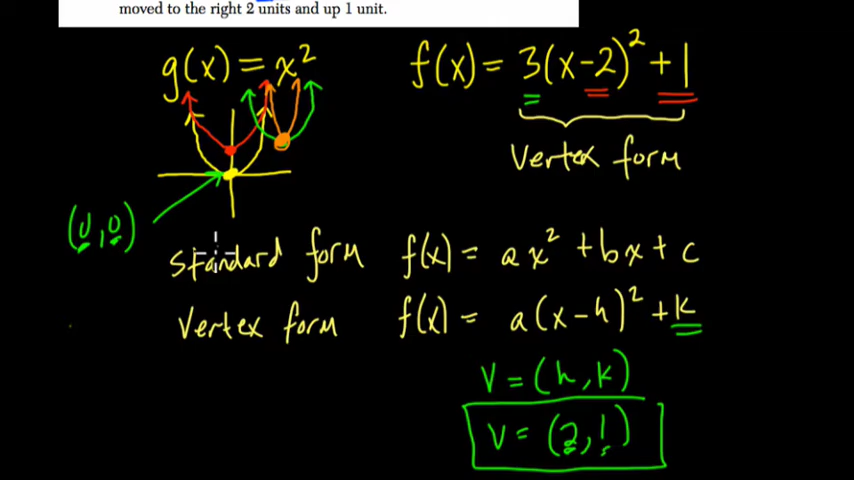 moved to the right 2 units and up 1 unit.
g(x) = x²
f(x) = 3(x-2)² + 1
Vertex form
(0,0)
Standard form f(x) = ax² + bx + c
Vertex form f(x) = a(x-h)² + k
V = (h, k)
V = (2, 1)